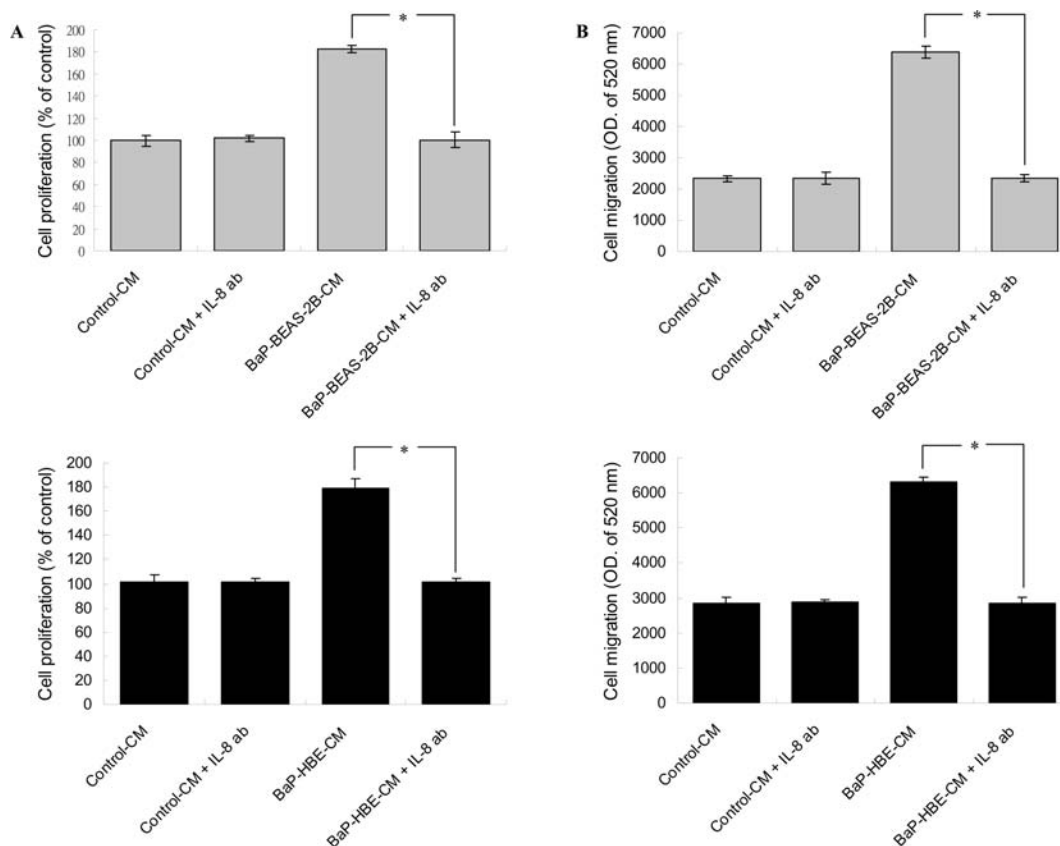 A
Cell proliferation (% of control)
200
180
160
140
120
100
80
60
40
20
0
*
Control-CM
Control-CM + IL-8 ab
BaP-BEAS-2B-CM
BaP-BEAS-2B-CM + IL-8 ab
B
Cell migration (OD. of 520 nm)
7000
6000
5000
4000
3000
2000
1000
0
*
Control-CM
Control-CM + IL-8 ab
BaP-BEAS-2B-CM
BaP-BEAS-2B-CM + IL-8 ab
Cell proliferation (% of control)
200
180
160
140
120
100
80
60
40
20
0
*
Control-CM
Control-CM + IL-8 ab
BaP-HBE-CM
BaP-HBE-CM + IL-8 ab
Cell migration (OD. of 520 nm)
7000
6000
5000
4000
3000
2000
1000
0
*
Control-CM
Control-CM + IL-8 ab
BaP-HBE-CM
BaP-HBE-CM + IL-8 ab